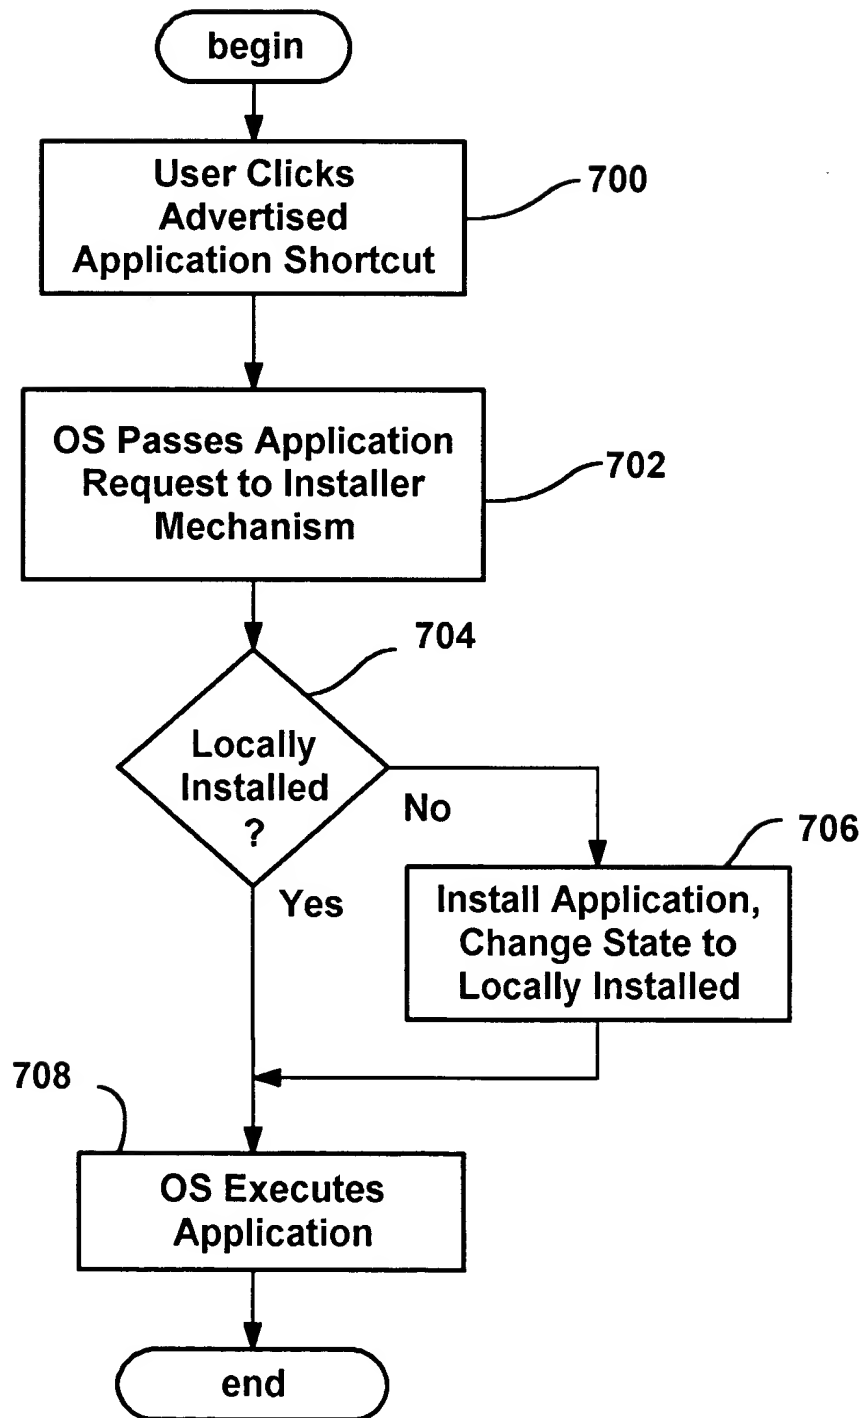 begin
User Clicks
Advertised
Application Shortcut
700
OS Passes Application
Request to Installer
Mechanism
702
704
Locally
Installed
?
No
Yes
706
Install Application,
Change State to
Locally Installed
708
OS Executes
Application
end